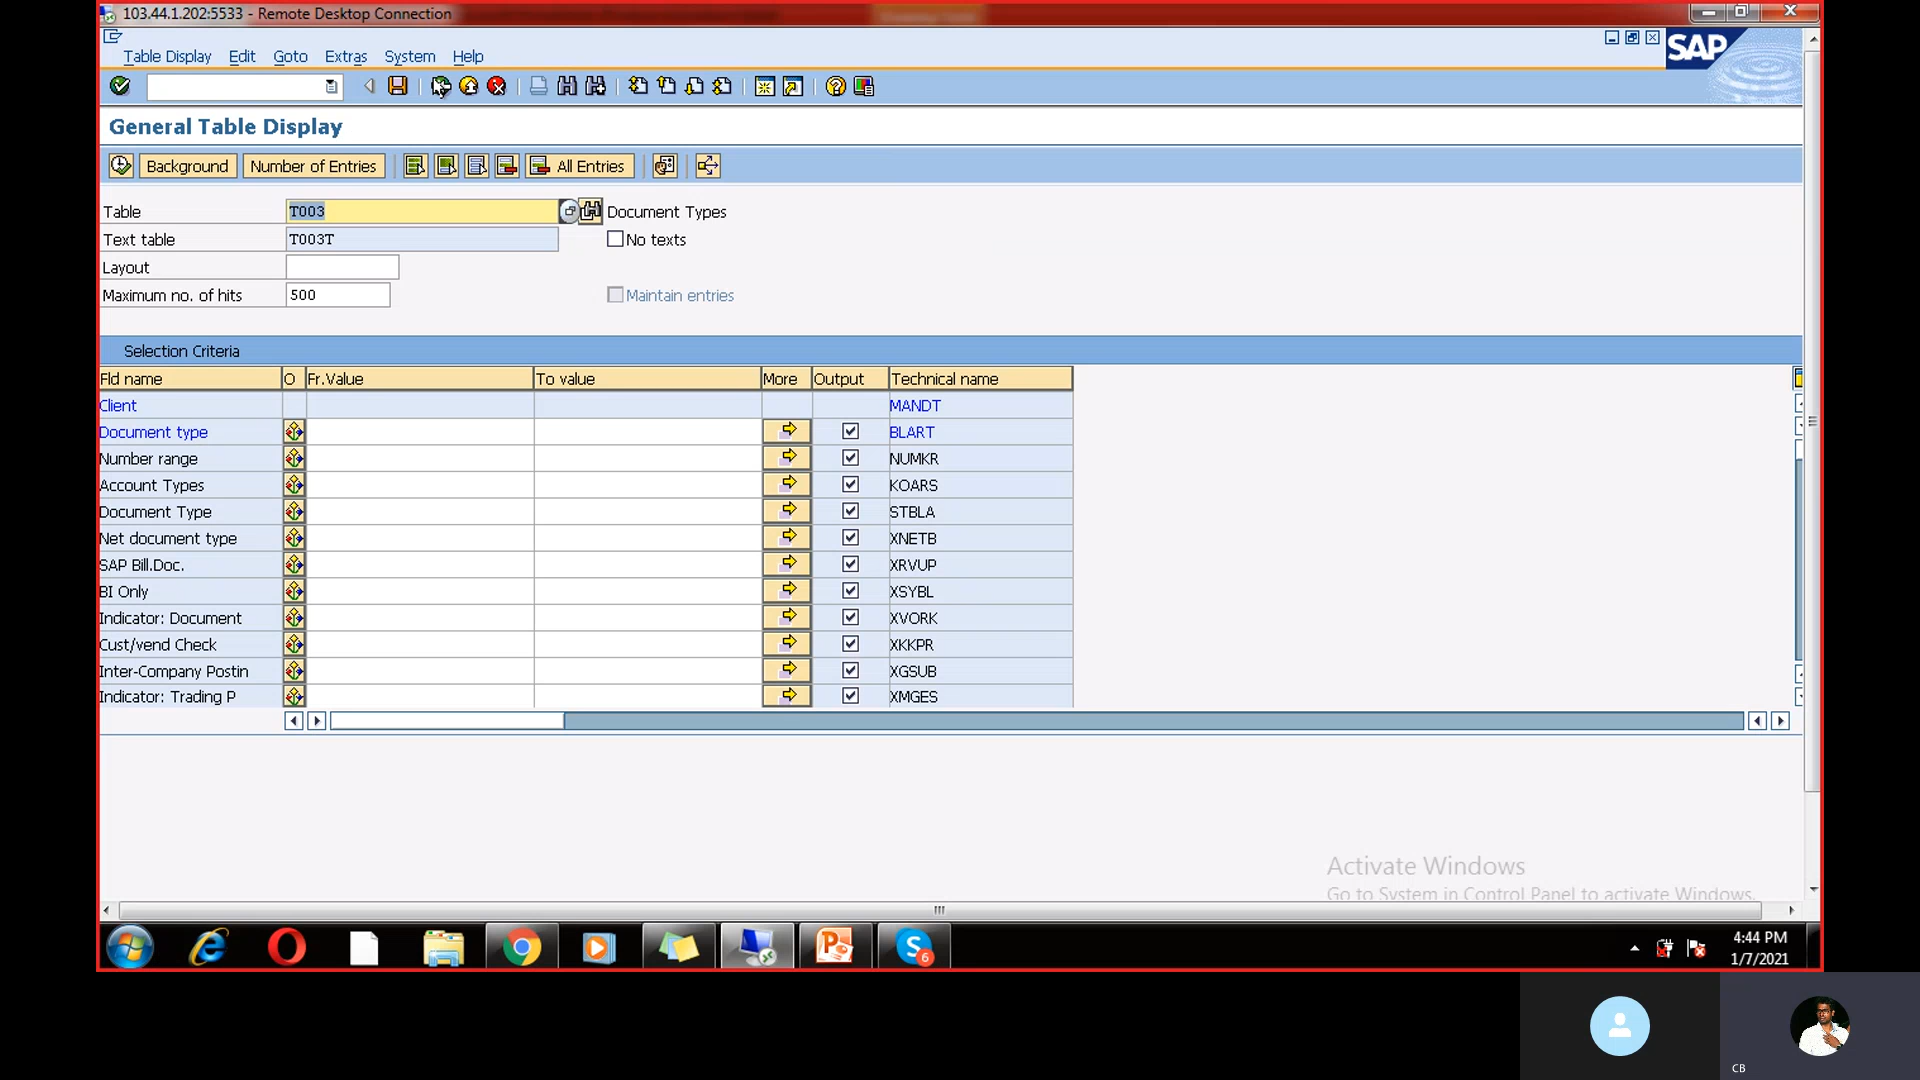 103.44.1.202:5533 - Remote Desktop Connection
Table Display Edit Goto Extras System Help
SAP
General Table Display
Background Number of Entries All Entries
Table T003 Document Types
Text table T003T No texts
Layout
Maximum no. of hits 500 Maintain entries
Selection Criteria
Fld name O Fr.Value To value More Output Technical name
Client MANDT
Document type BLART
Number range NUMKR
Account Types KOARS
Document Type STBLA
Net document type XNETB
SAP Bill.Doc. XRVUP
BI Only XSYBL
Indicator: Document XVORK
Cust/vend Check XKKPR
Inter-Company Postin XGSUB
Indicator: Trading P XMGES
Activate Windows
Go to System in Control Panel to activate Windows.
6
4:44 PM
1/7/2021
CB